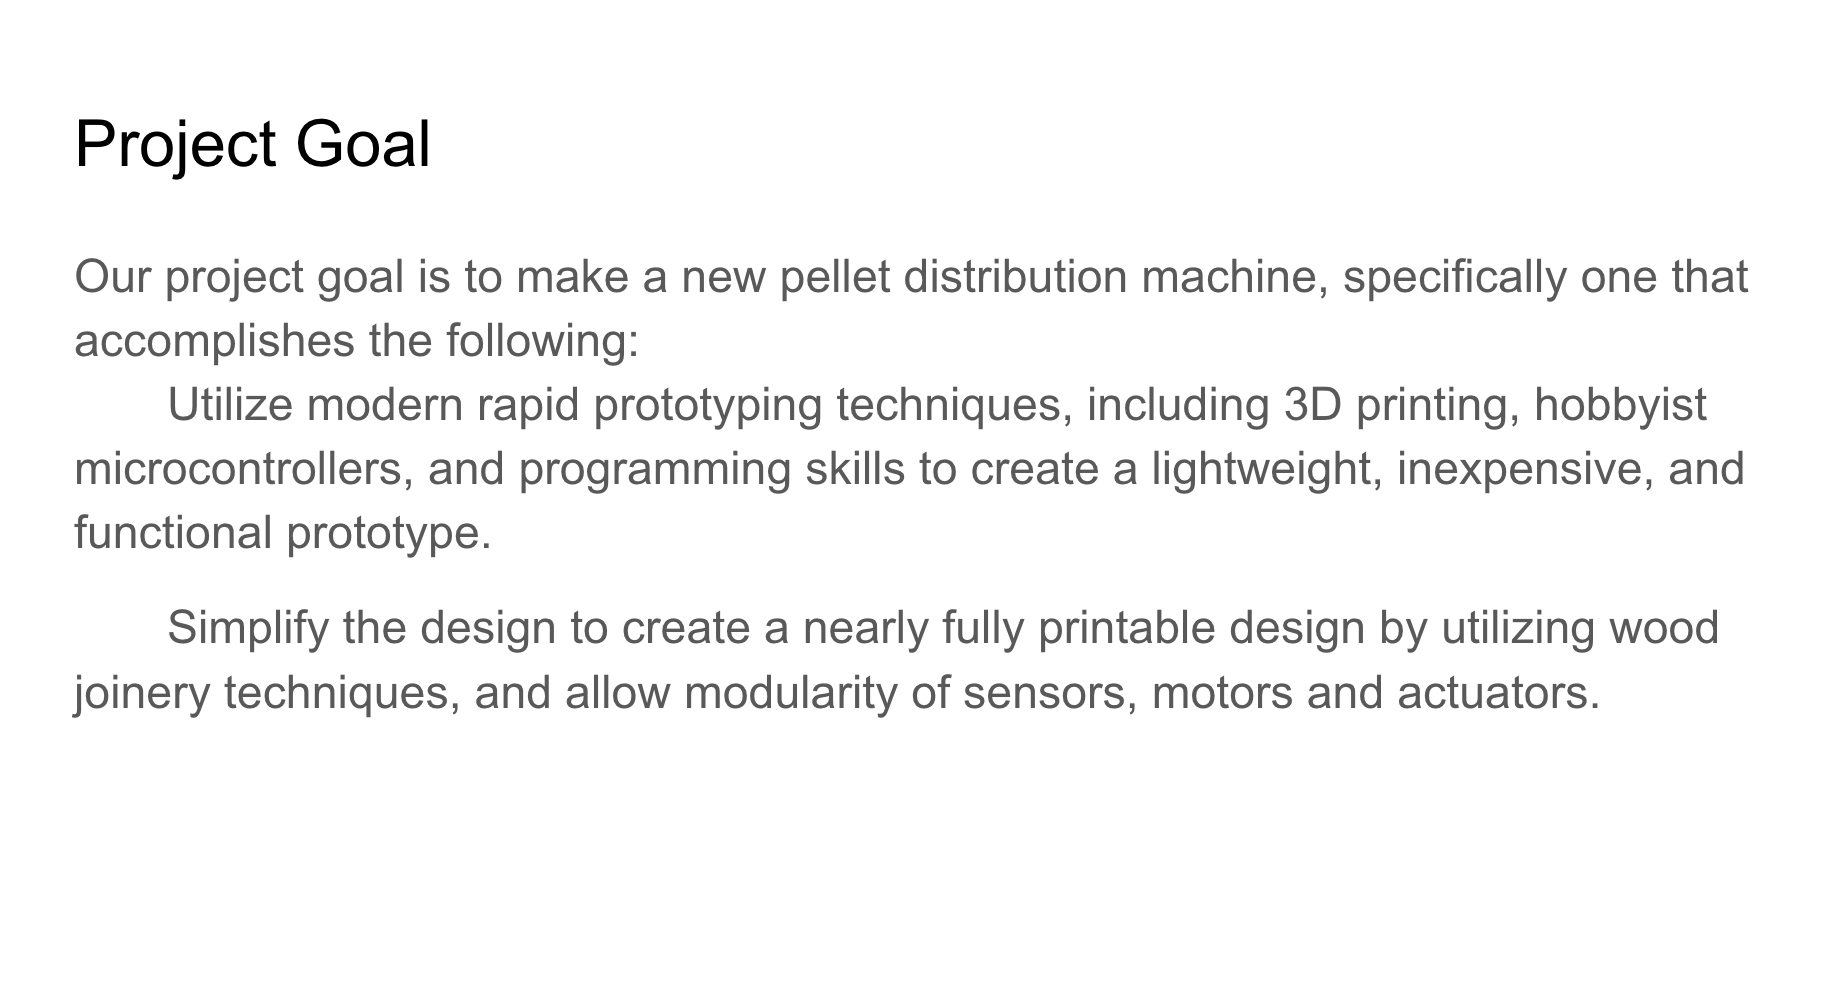 Project Goal
Our project goal is to make a new pellet distribution machine, specifically one that
accomplishes the following:
Utilize modern rapid prototyping techniques, including 3D printing, hobbyist
microcontrollers, and programming skills to create a lightweight, inexpensive, and
functional prototype.
Simplify the design to create a nearly fully printable design by utilizing wood
joinery techniques, and allow modularity of sensors, motors and actuators.